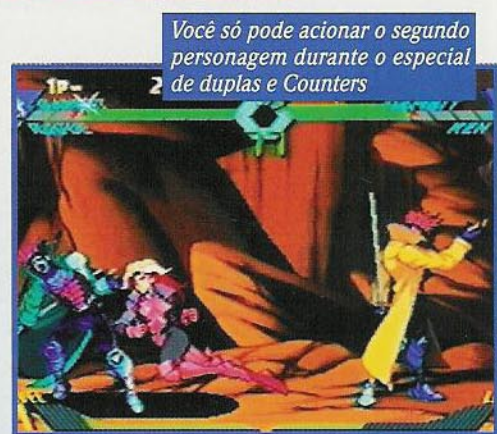 Você só pode acionar o segundo
personagem durante o especial
de duplas e Counters
1P-
KEN